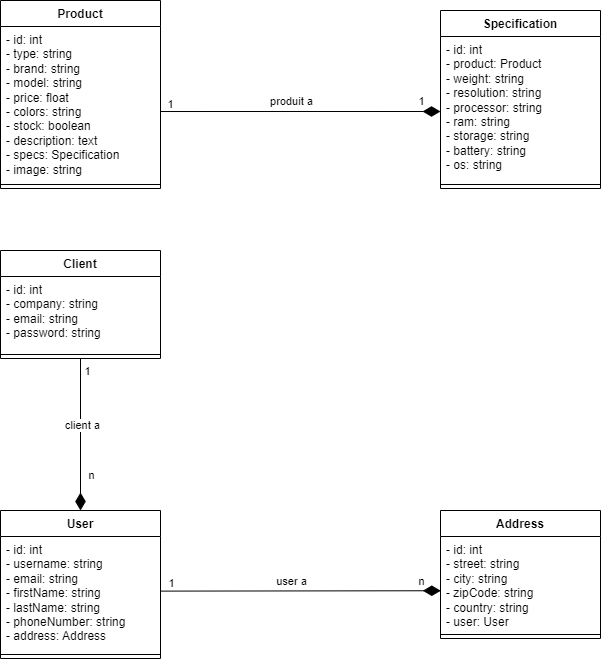 Product
- id: int
- type: string
- brand: string
- model: string
- price: float
- colors: string
- stock: boolean
- description: text
- specs: Specification
- image: string
1
produit a
1
Specification
- id: int
- product: Product
- weight: string
- resolution: string
- processor: string
- ram: string
- storage: string
- battery: string
- os: string
Client
- id: int
- company: string
- email: string
- password: string
1
client a
n
User
- id: int
- username: string
- email: string
- firstName: string
- lastName: string
- phoneNumber: string
- address: Address
1
user a
n
Address
- id: int
- street: string
- city: string
- zipCode: string
- country: string
- user: User